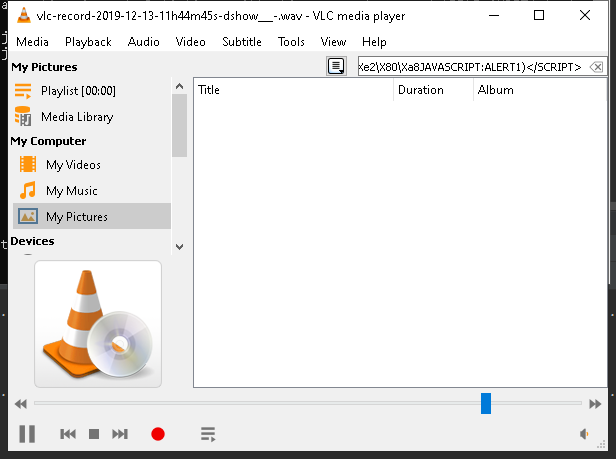 vlc-record-2019-12-13-11h44m45s-dshow__-.wav - VLC media player
Media Playback Audio Video Subtitle Tools View Help
My Pictures
Xe2\X80\Xa8JAVASCRIPT:ALERT1)</SCRIPT>
Playlist [00:00]
Media Library
My Computer
My Videos
My Music
My Pictures
Devices
Title Duration Album